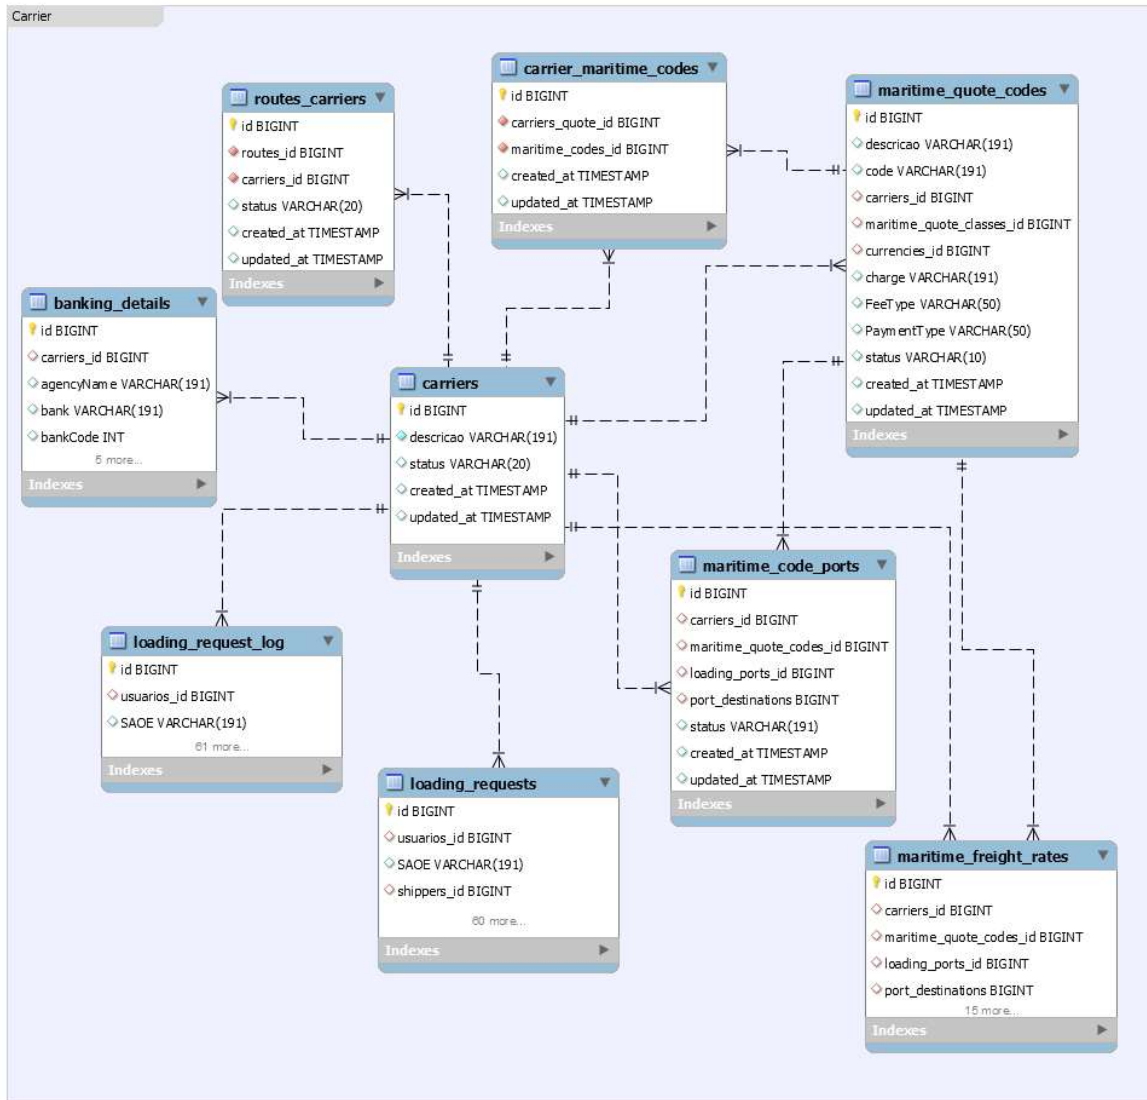 Carrier
routes_carriers
id BIGINT
routes_id BIGINT
carriers_id BIGINT
status VARCHAR(20)
created_at TIMESTAMP
updated_at TIMESTAMP
Indexes
carrier_maritime_codes
id BIGINT
carriers_quote_id BIGINT
maritime_codes_id BIGINT
created_at TIMESTAMP
updated_at TIMESTAMP
Indexes
maritime_quote_codes
id BIGINT
descricao VARCHAR(191)
code VARCHAR(191)
carriers_id BIGINT
maritime_quote_classes_id BIGINT
currencies_id BIGINT
charge VARCHAR(191)
FeeType VARCHAR(50)
PaymentType VARCHAR(50)
status VARCHAR(10)
created_at TIMESTAMP
updated_at TIMESTAMP
Indexes
banking_details
id BIGINT
carriers_id BIGINT
agencyName VARCHAR(191)
bank VARCHAR(191)
bankCode INT
5 more...
Indexes
carriers
id BIGINT
descricao VARCHAR(191)
status VARCHAR(20)
created_at TIMESTAMP
updated_at TIMESTAMP
Indexes
maritime_code_ports
id BIGINT
carriers_id BIGINT
maritime_quote_codes_id BIGINT
loading_ports_id BIGINT
port_destinations BIGINT
status VARCHAR(191)
created_at TIMESTAMP
updated_at TIMESTAMP
Indexes
loading_request_log
id BIGINT
usuarios_id BIGINT
SAOE VARCHAR(191)
61 more...
Indexes
loading_requests
id BIGINT
usuarios_id BIGINT
SAOE VARCHAR(191)
shippers_id BIGINT
60 more...
Indexes
maritime_freight_rates
id BIGINT
carriers_id BIGINT
maritime_quote_codes_id BIGINT
loading_ports_id BIGINT
port_destinations BIGINT
15 more...
Indexes